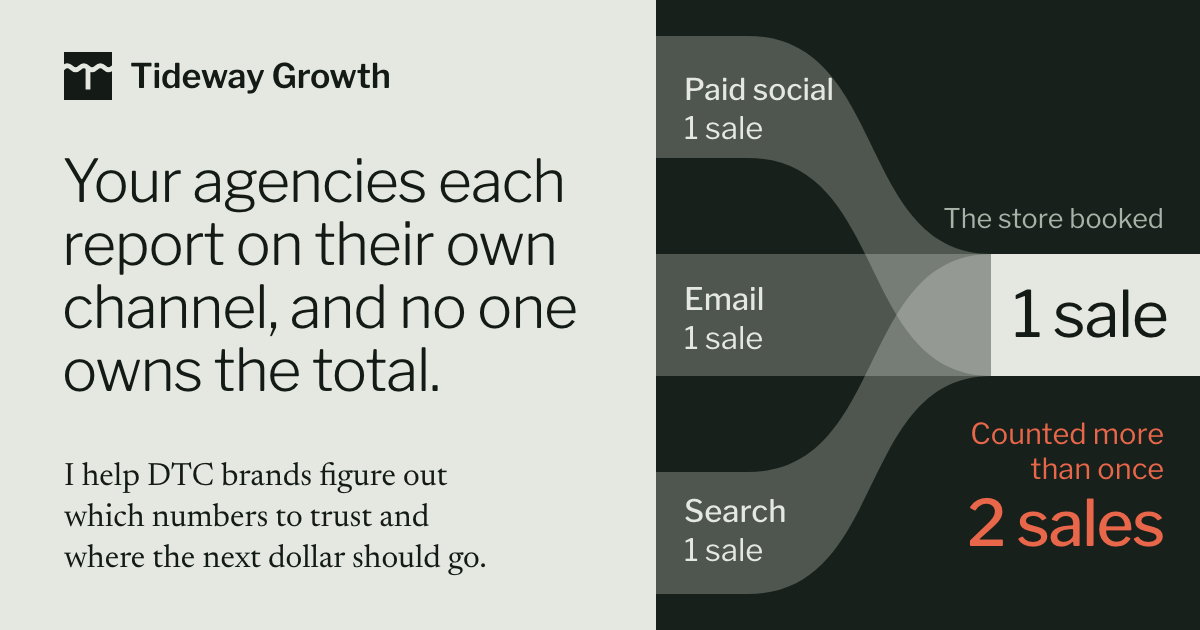 Tideway Growth
Your agencies each
report on their own
channel, and no one
owns the total.
I help DTC brands figure out
which numbers to trust and
where the next dollar should go.
Paid social
1 sale
Email
1 sale
Search
1 sale
The store booked
1 sale
Counted more
than once
2 sales